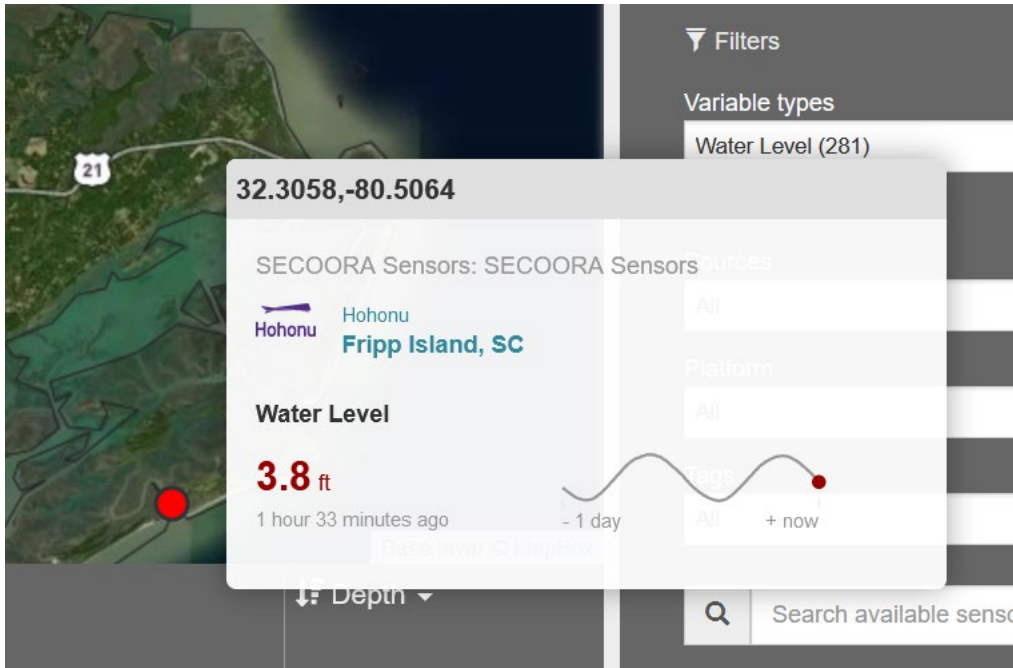 Filters
Variable types
21
Water Level (281)
32.3058,-80.5064
SECOORA Sensors: SECOORA Sensors
Sources
All
Hohonu
Hohonu
Fripp Island, SC
Platform
All
Water Level
3.8 ft
Tags
All
1 hour 33 minutes ago
- 1 day
+ now
Base layer © MapBox
Depth
Search available senso